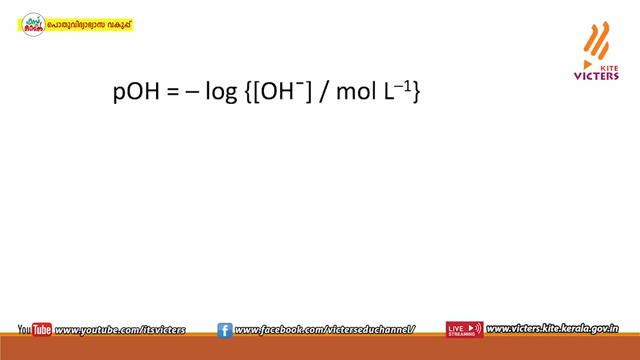 പൊതുവിദ്യാഭ്യാസ വകുപ്പ്
KITE
VICTERS
pOH = – log {[OH⁻] / mol L⁻¹}
YouTube www.youtube.com/itsvicters
f www.facebook.com/victerseduchannel/
LIVE STREAMING www.victers.kite.kerala.gov.in